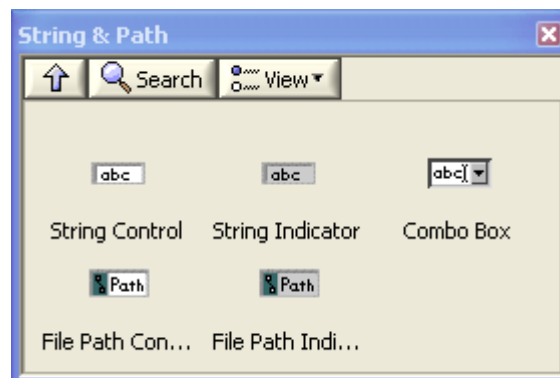 String & Path
Search View
abc abc abc
String Control String Indicator Combo Box
Path Path
File Path Con... File Path Indi...